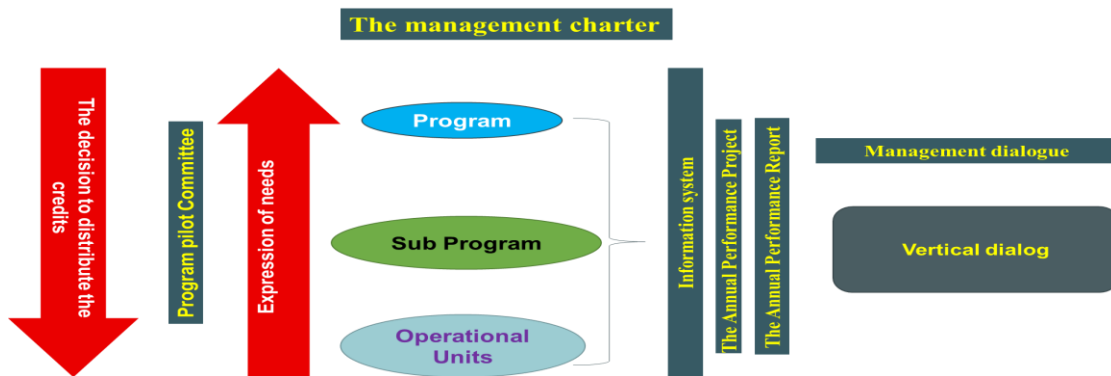 The management charter
The decision to distribute the
credits
Program pilot Committee
Expression of needs
Program
Sub Program
Operational
Units
Information system
The Annual Performance Project
The Annual Performance Report
Management dialogue
Vertical dialog